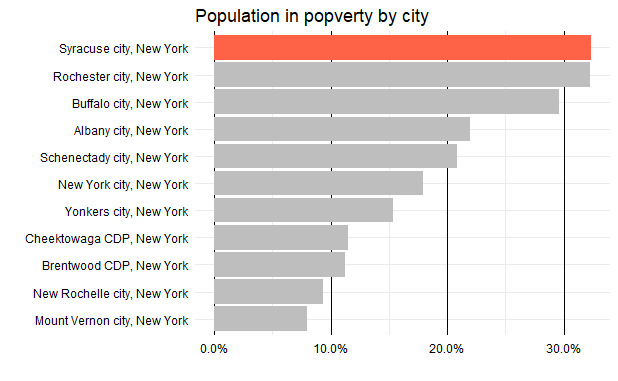 Population in popverty by city
Syracuse city, New York
Rochester city, New York
Buffalo city, New York
Albany city, New York
Schenectady city, New York
New York city, New York
Yonkers city, New York
Cheektowaga CDP, New York
Brentwood CDP, New York
New Rochelle city, New York
Mount Vernon city, New York
0.0% 10.0% 20.0% 30.0%